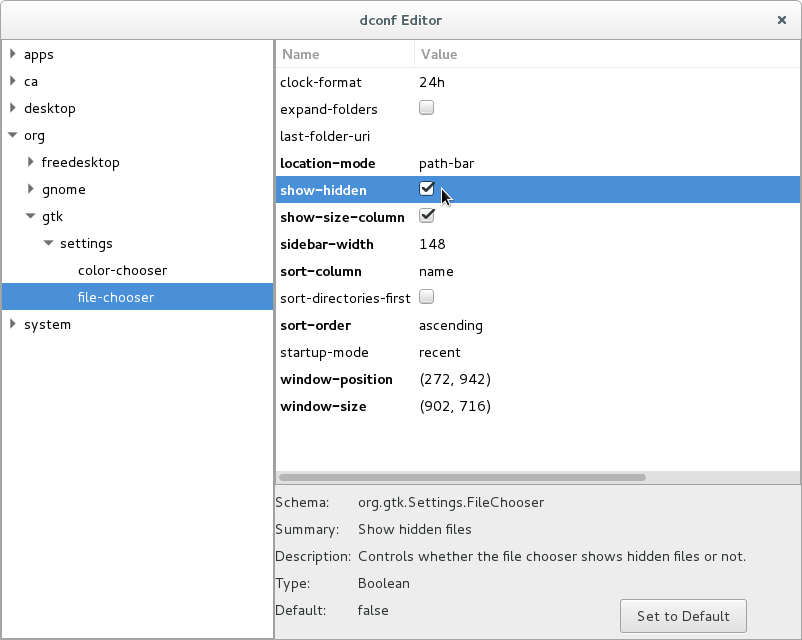 dconf Editor
apps
ca
desktop
org
freedesktop
gnome
gtk
settings
color-chooser
file-chooser
system
Name Value
clock-format 24h
expand-folders
last-folder-uri
location-mode path-bar
show-hidden
show-size-column
sidebar-width 148
sort-column name
sort-directories-first
sort-order ascending
startup-mode recent
window-position (272, 942)
window-size (902, 716)
Schema: org.gtk.Settings.FileChooser
Summary: Show hidden files
Description: Controls whether the file chooser shows hidden files or not.
Type: Boolean
Default: false
Set to Default